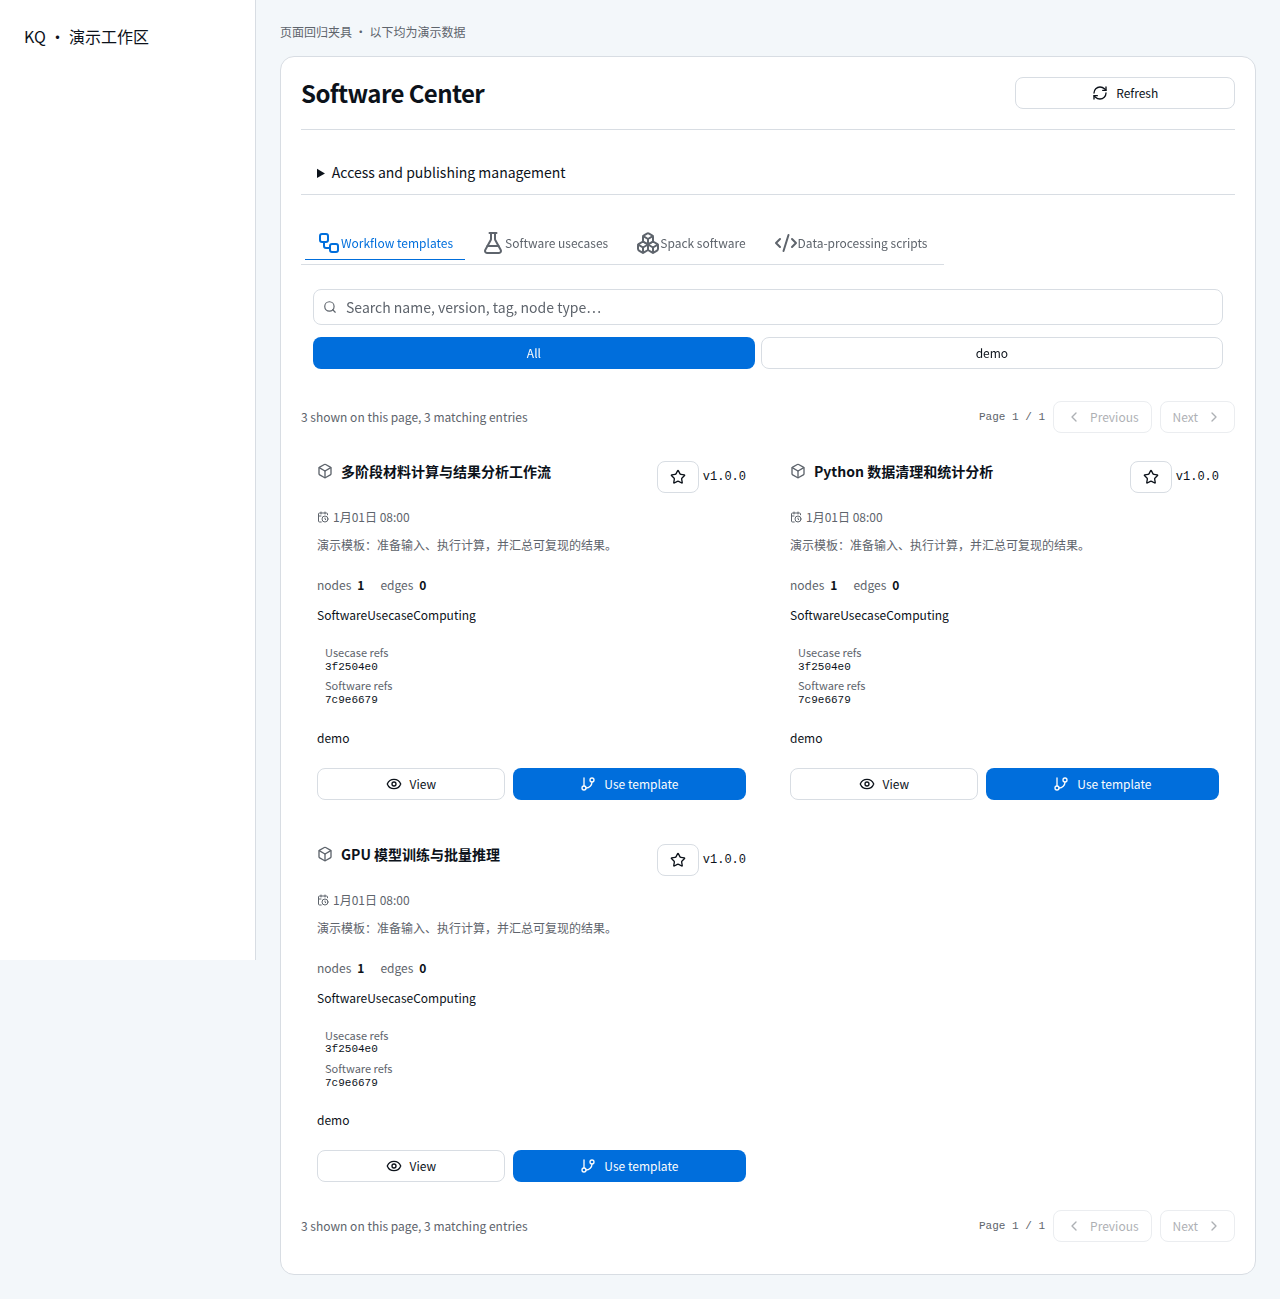 KQ · 演示工作区
页面回归夹具 · 以下均为演示数据
Software Center
Refresh
Access and publishing management
Workflow templates
Software usecases
Spack software
Data-processing scripts
Search name, version, tag, node type…
All
demo
3 shown on this page, 3 matching entries
Page 1 / 1
Previous
Next
多阶段材料计算与结果分析工作流
v1.0.0
1月01日 08:00
演示模板：准备输入、执行计算，并汇总可复现的结果。
nodes 1 edges 0
SoftwareUsecaseComputing
Usecase refs
3f2504e0
Software refs
7c9e6679
demo
View
Use template
Python 数据清理和统计分析
v1.0.0
1月01日 08:00
演示模板：准备输入、执行计算，并汇总可复现的结果。
nodes 1 edges 0
SoftwareUsecaseComputing
Usecase refs
3f2504e0
Software refs
7c9e6679
demo
View
Use template
GPU 模型训练与批量推理
v1.0.0
1月01日 08:00
演示模板：准备输入、执行计算，并汇总可复现的结果。
nodes 1 edges 0
SoftwareUsecaseComputing
Usecase refs
3f2504e0
Software refs
7c9e6679
demo
View
Use template
3 shown on this page, 3 matching entries
Page 1 / 1
Previous
Next